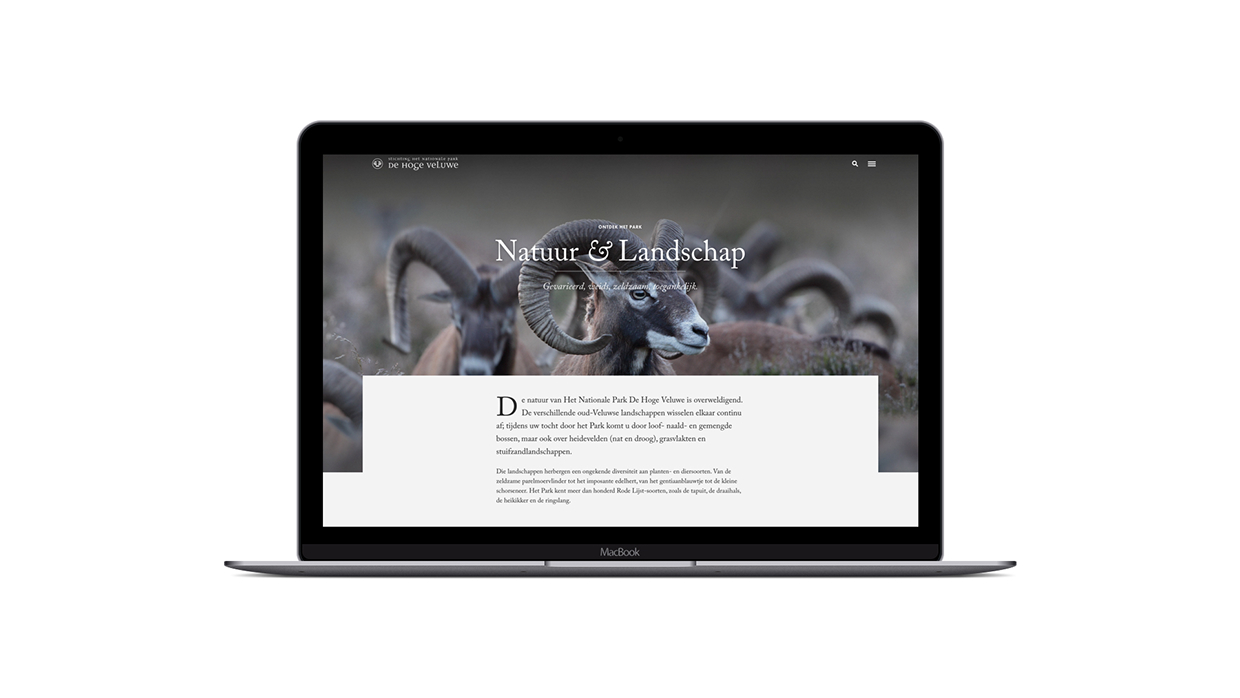 Stichting Het Nationale Park
De Hoge Veluwe
ONTDEK HET PARK
Natuur & Landschap
Gevarieerd, weids, zeldzaam, toegankelijk.
De natuur van Het Nationale Park De Hoge Veluwe is overweldigend.
De verschillende oud-Veluwse landschappen wisselen elkaar continu
af; tijdens uw tocht door het Park komt u door loof- naald- en gemengde
bossen, maar ook over heidevelden (nat en droog), grasvlakten en
stuifzandlandschappen.
Die landschappen herbergen een ongekende diversiteit aan planten- en diersoorten. Van de
zeldzame parelmoervlinder tot het imposante edelhert, van het gentiaanblauwtje tot de kleine
schorseneer. Het Park kent meer dan honderd Rode Lijst-soorten, zoals de tapuit, de draaihals,
de heikikker en de ringslang.
MacBook